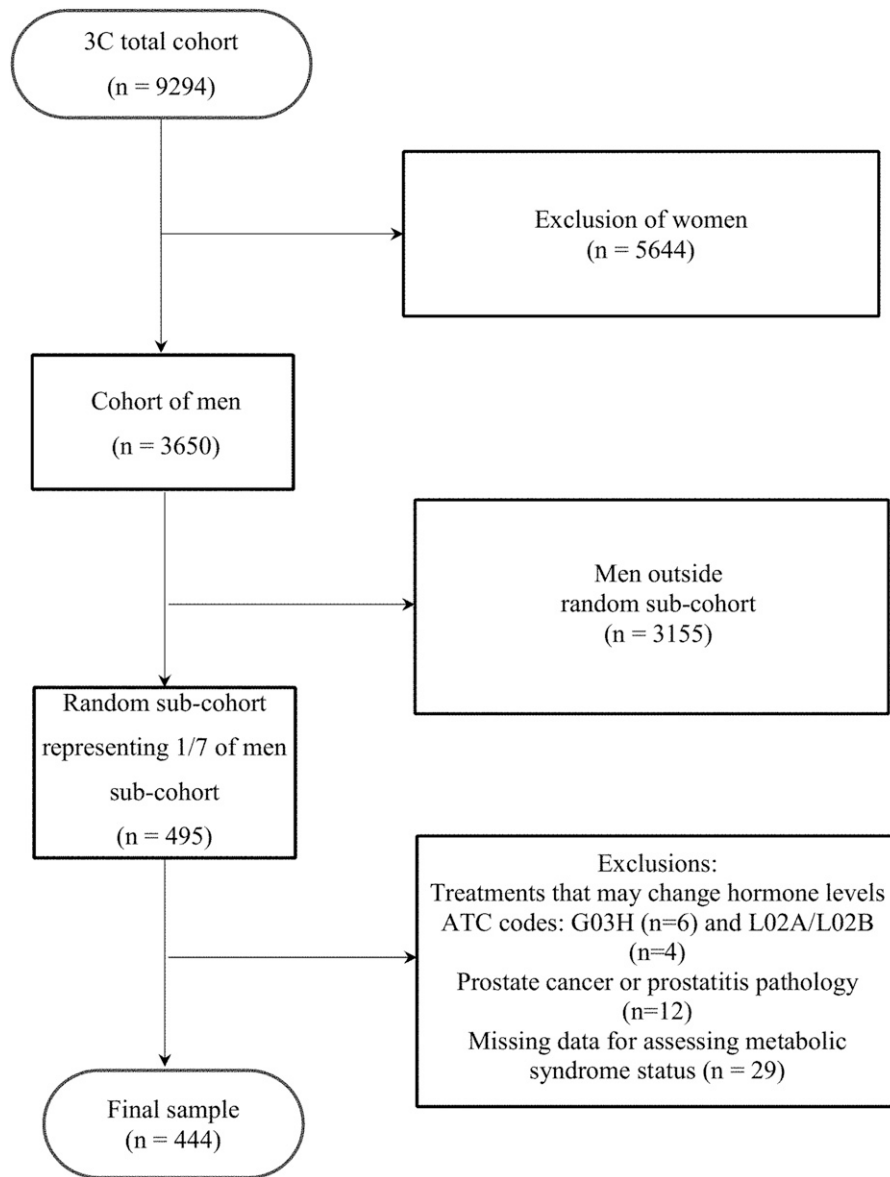 3C total cohort
(n = 9294)
Exclusion of women
(n = 5644)
Cohort of men
(n = 3650)
Men outside
random sub-cohort
(n = 3155)
Random sub-cohort
representing 1/7 of men
sub-cohort
(n = 495)
Exclusions:
Treatments that may change hormone levels
ATC codes: G03H (n=6) and L02A/L02B
(n=4)
Prostate cancer or prostatitis pathology
(n=12)
Missing data for assessing metabolic
syndrome status (n = 29)
Final sample
(n = 444)